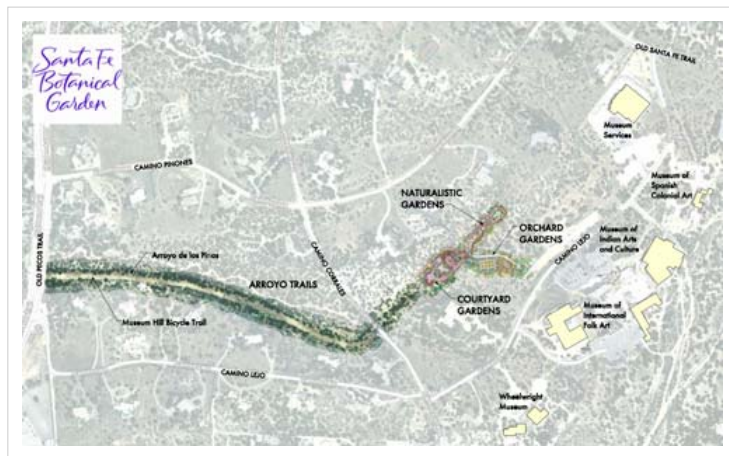 Santa Fe
Botanical
Garden
OLD SANTA FE TRAIL
Museum
Services
CAMINO PINONES
Museum of
Spanish
Colonial Art
NATURALISTIC
GARDENS
ORCHARD
GARDENS
Museum of
Indian Arts
and Culture
CAMINO LEJO
OLD PECOS TRAIL
Arroyo de los Pinos
ARROYO TRAILS
CAMINO CORRALES
COURTYARD
GARDENS
Museum of
International
Folk Art
Museum Hill Bicycle Trail
CAMINO LEJO
Wheelwright
Museum